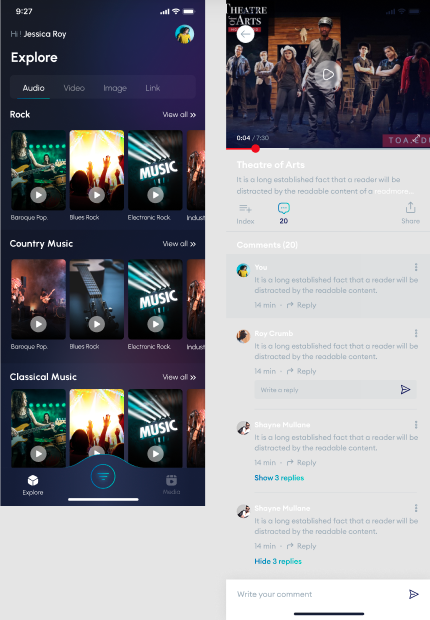 9:27
Hi ! Jessica Roy
Explore
Audio Video Image Link
Rock View all »
MUSIC
Baroque Pop. Blues Rock Electronic Rock. Indust
Country Music View all »
MUSIC
Baroque Pop. Blues Rock Electronic Rock. Indust
Classical Music View all »
MUSIC
Explore Media
THEATRE
OF ARTS
0:04 / 7:30
Theatre of Arts
It is a long established fact that a reader will be
distracted by the readable content of a readmore...
Index 20 Share
Comments (20)
You
It is a long established fact that a reader will be
distracted by the readable content.
14 min · Reply
Roy Crumb
It is a long established fact that a reader will be
distracted by the readable content.
14 min · Reply
Write a reply
Shayne Mullane
It is a long established fact that a reader will be
distracted by the readable content.
14 min · Reply
Show 3 replies
Shayne Mullane
It is a long established fact that a reader will be
distracted by the readable content.
14 min · Reply
Hide 3 replies
Write your comment